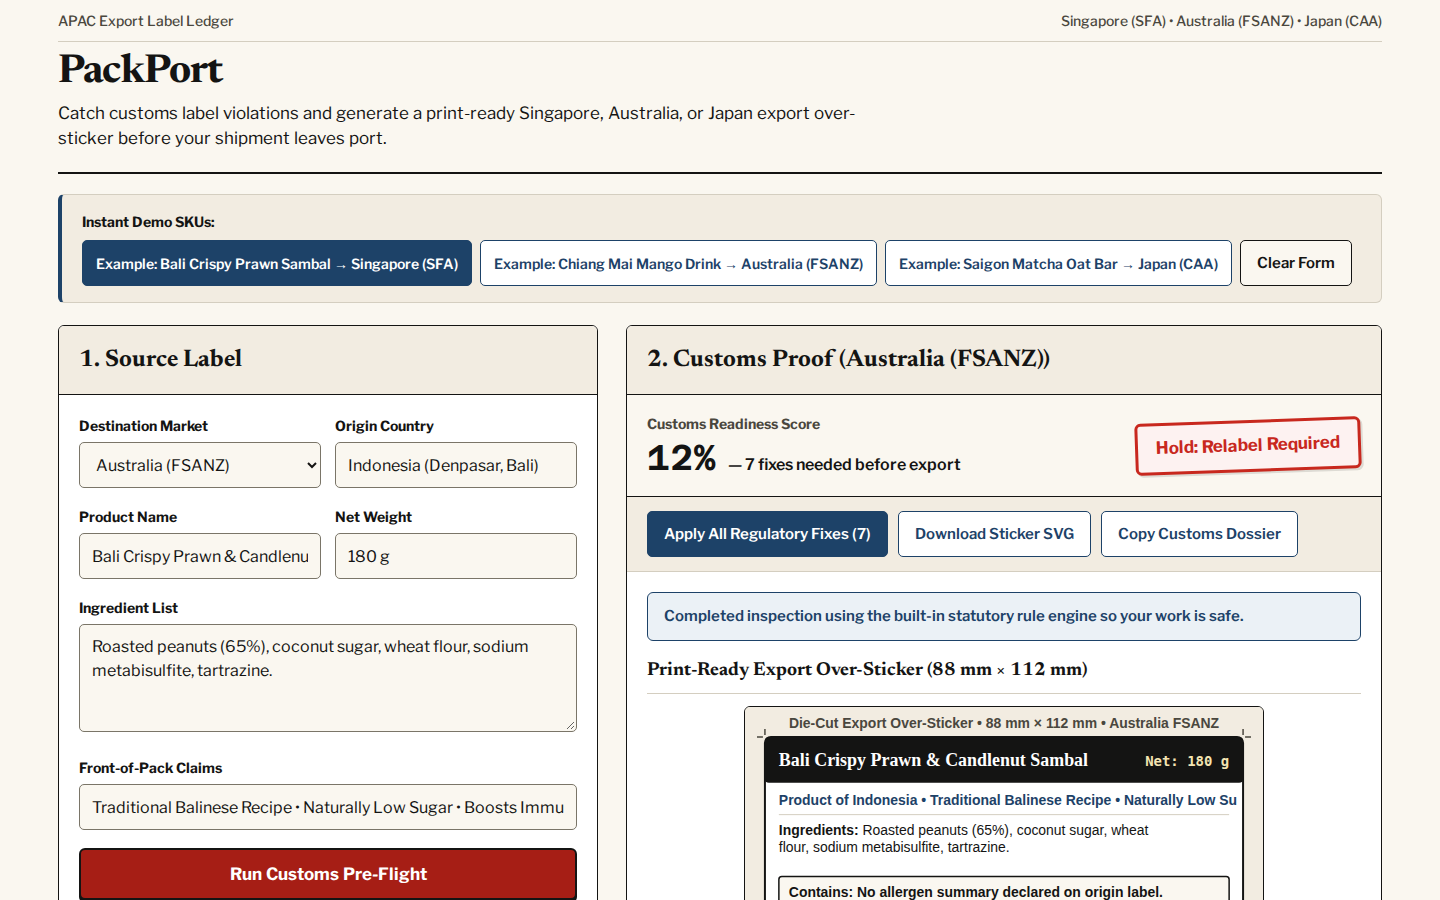 APAC Export Label Ledger
Singapore (SFA) • Australia (FSANZ) • Japan (CAA)
PackPort
Catch customs label violations and generate a print-ready Singapore, Australia, or Japan export over-
sticker before your shipment leaves port.
Instant Demo SKUs:
Example: Bali Crispy Prawn Sambal → Singapore (SFA)
Example: Chiang Mai Mango Drink → Australia (FSANZ)
Example: Saigon Matcha Oat Bar → Japan (CAA)
Clear Form
1. Source Label
Destination Market
Origin Country
Australia (FSANZ)
Indonesia (Denpasar, Bali)
Product Name
Net Weight
Bali Crispy Prawn & Candlenu
180 g
Ingredient List
Roasted peanuts (65%), coconut sugar, wheat flour, sodium
metabisulfite, tartrazine.
Front-of-Pack Claims
Traditional Balinese Recipe • Naturally Low Sugar • Boosts Immu
Run Customs Pre-Flight
2. Customs Proof (Australia (FSANZ))
Customs Readiness Score
12% — 7 fixes needed before export
Hold: Relabel Required
Apply All Regulatory Fixes (7)
Download Sticker SVG
Copy Customs Dossier
Completed inspection using the built-in statutory rule engine so your work is safe.
Print-Ready Export Over-Sticker (88 mm × 112 mm)
Die-Cut Export Over-Sticker • 88 mm × 112 mm • Australia FSANZ
Bali Crispy Prawn & Candlenut Sambal
Net: 180 g
Product of Indonesia • Traditional Balinese Recipe • Naturally Low Su
Ingredients: Roasted peanuts (65%), coconut sugar, wheat
flour, sodium metabisulfite, tartrazine.
Contains: No allergen summary declared on origin label.